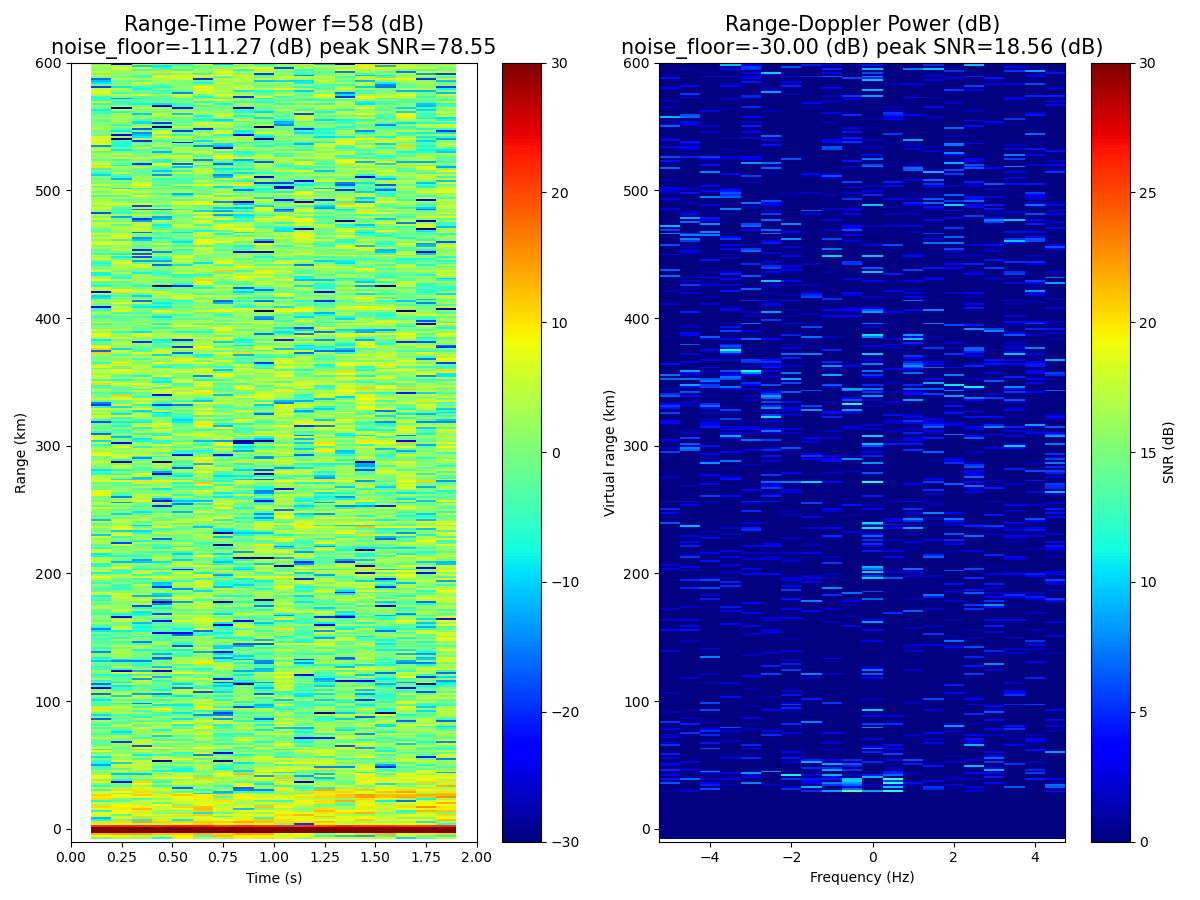 Range-Time Power f=58 (dB)
noise_floor=-111.27 (dB) peak SNR=78.55
600
500
400
300
200
100
0
Range (km)
0.00 0.25 0.50 0.75 1.00 1.25 1.50 1.75 2.00
Time (s)
30
20
10
0
−10
−20
−30
Range-Doppler Power (dB)
noise_floor=-30.00 (dB) peak SNR=18.56 (dB)
600
500
400
300
200
100
0
Virtual range (km)
−4 −2 0 2 4
Frequency (Hz)
30
25
20
15
10
5
0
SNR (dB)